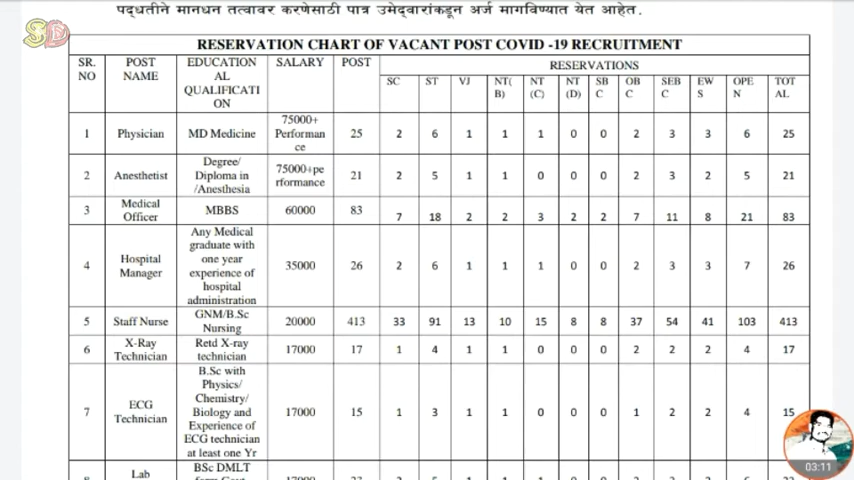 पद्धतीने मानधन तत्वावर करणेसाठी पात्र उमेदवारांकडून अर्ज मागविण्यात येत आहेत.
SD
RESERVATION CHART OF VACANT POST COVID -19 RECRUITMENT
SR. NO POST NAME EDUCATION AL QUALIFICATI ON SALARY POST RESERVATIONS
SC ST VJ NT( B) NT (C) NT (D) SB C OB C SEB C EW S OPE N TOT AL
1 Physician MD Medicine 75000+ Performan ce 25 2 6 1 1 1 0 0 2 3 3 6 25
2 Anesthetist Degree/ Diploma in /Anesthesia 75000+pe rformance 21 2 5 1 1 0 0 0 2 3 2 5 21
3 Medical Officer MBBS 60000 83 7 18 2 2 3 2 2 7 11 8 21 83
4 Hospital Manager Any Medical graduate with one year experience of hospital administration 35000 26 2 6 1 1 1 0 0 2 3 3 7 26
5 Staff Nurse GNM/B.Sc Nursing 20000 413 33 91 13 10 15 8 8 37 54 41 103 413
6 X-Ray Technician Retd X-ray technician 17000 17 1 4 1 1 0 0 0 2 2 2 4 17
7 ECG Technician B.Sc with Physics/ Chemistry/ Biology and Experience of ECG technician at least one Yr 17000 15 1 3 1 1 0 0 0 1 2 2 4 15
Lab BSc DMLT
03:11